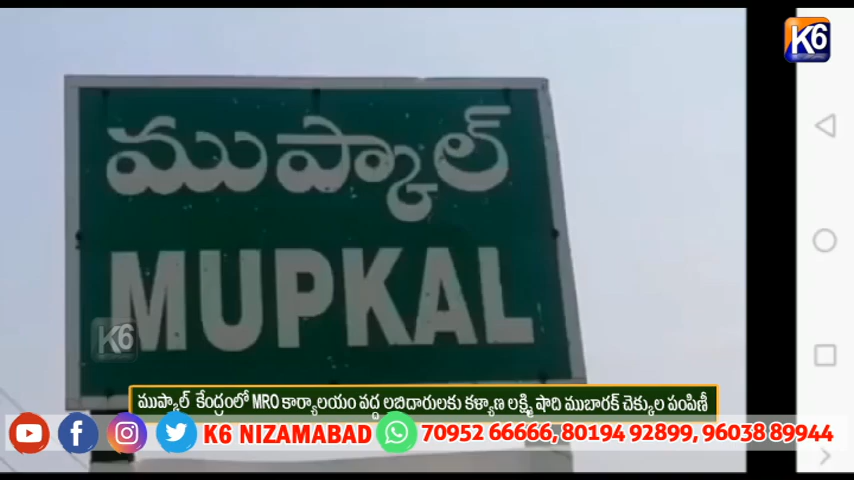 K6
ముప్కాల్
MUPKAL
K6
ముప్కాల్ కేంద్రంలో MRO కార్యాలయం వద్ద లబిదారులకు కళ్యాణ లక్ష్మి షాది ముబారక్ చెక్కుల పంపిణీ
K6 NIZAMABAD 70952 66666, 80194 92899, 96038 89944